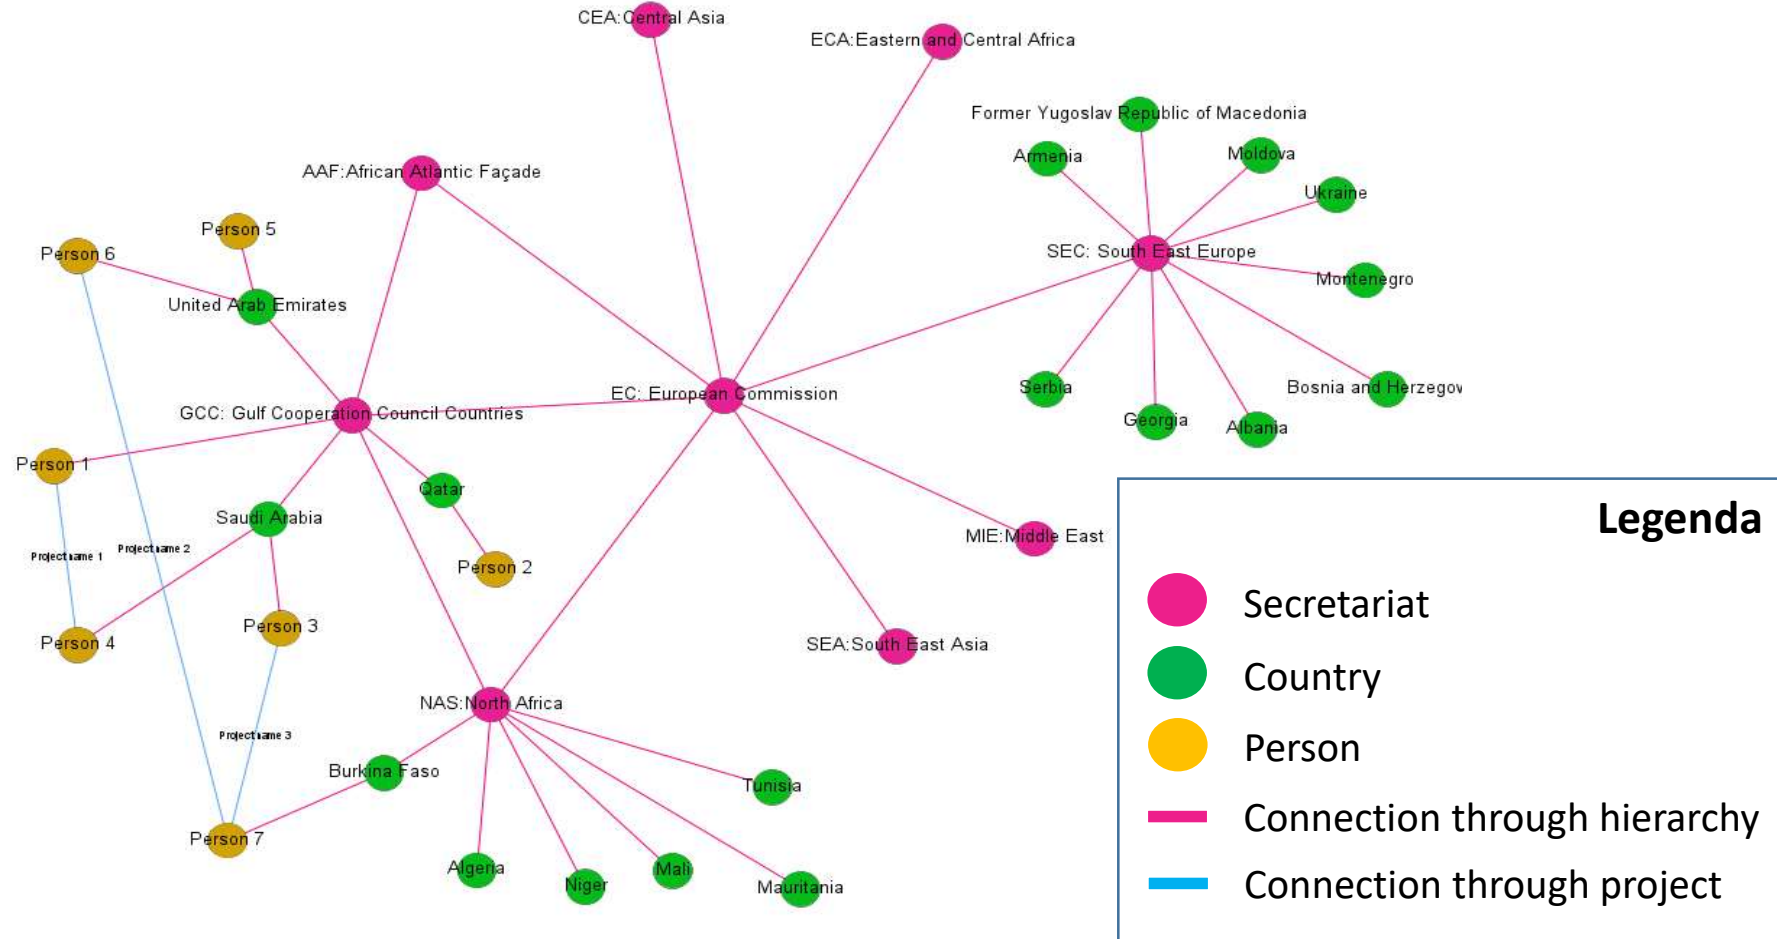 CEA:Central Asia
ECA:Eastern and Central Africa
Former Yugoslav Republic of Macedonia
Armenia
Moldova
AAF:African Atlantic Façade
Ukraine
Person 5
Person 6
SEC: South East Europe
Montenegro
United Arab Emirates
EC: European Commission
Serbia
Bosnia and Herzegov
GCC: Gulf Cooperation Council Countries
Georgia
Albania
Person 1
Qatar
Saudi Arabia
MIE:Middle East
Project name 1
Project name 2
Person 2
Person 3
Person 4
SEA:South East Asia
NAS:North Africa
Project name 3
Burkina Faso
Tunisia
Person 7
Algeria
Niger
Mali
Mauritania
Legenda
Secretariat
Country
Person
Connection through hierarchy
Connection through project